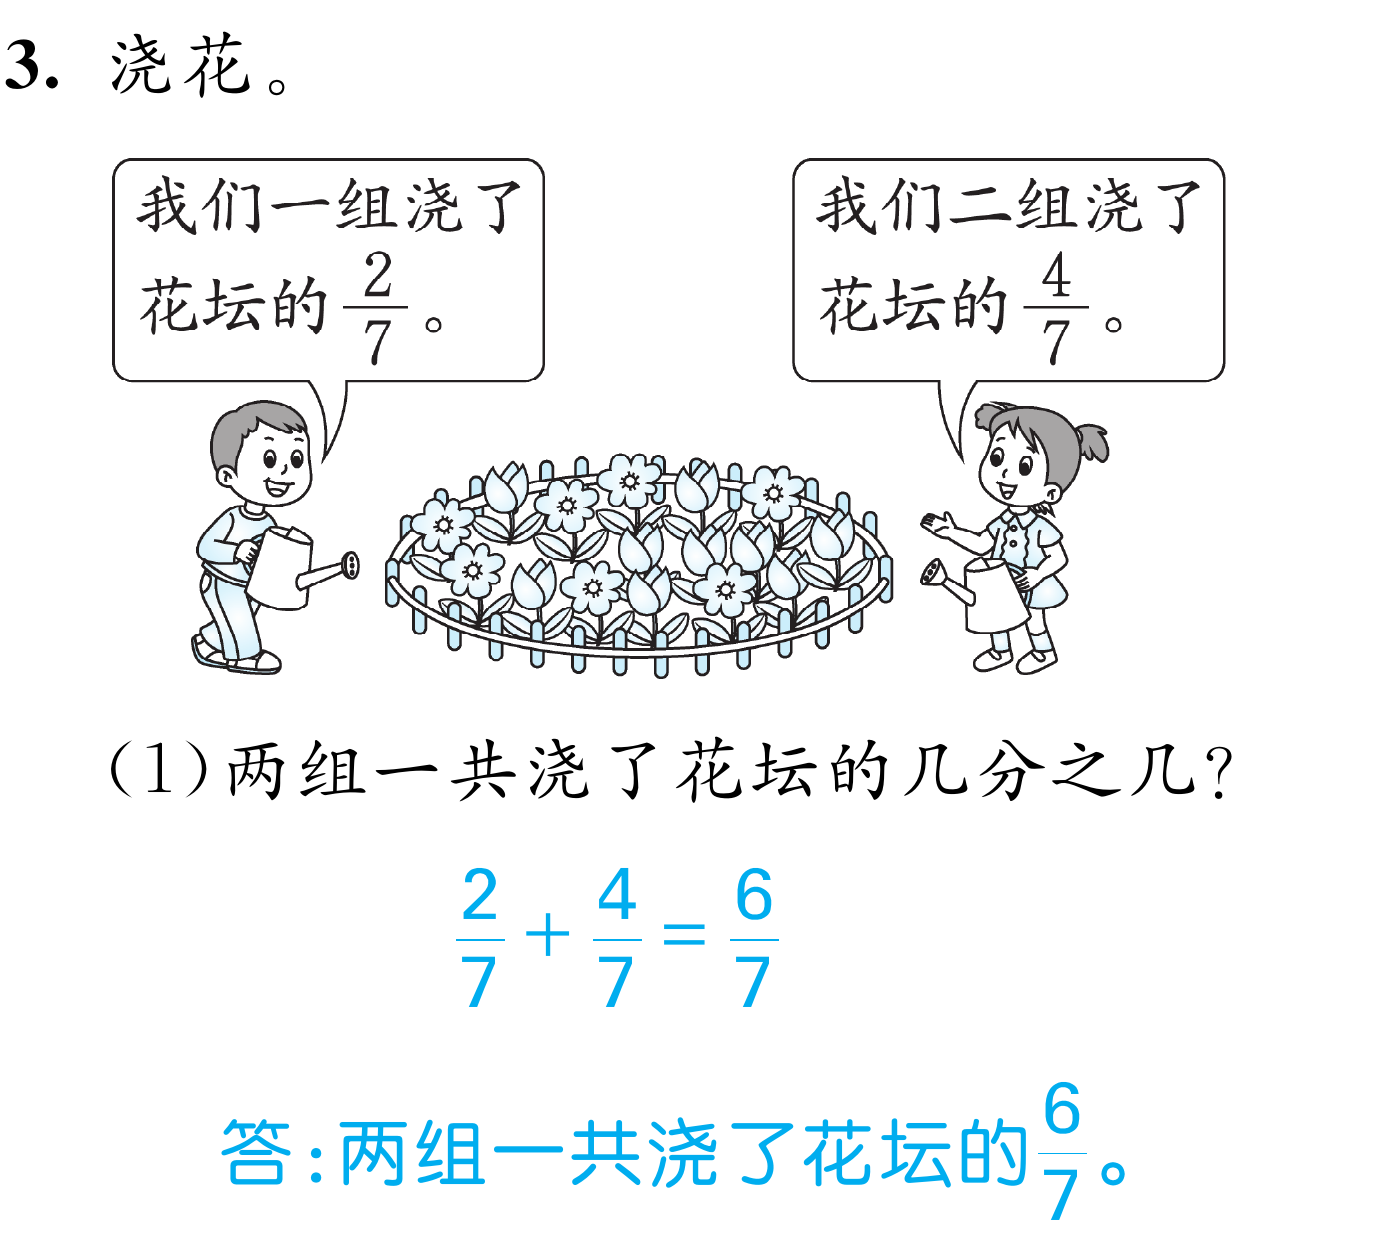 3. 浇花。
我们一组浇了
花坛的2/7。
我们二组浇了
花坛的4/7。
(1)两组一共浇了花坛的几分之几?
2/7+4/7=6/7
答:两组一共浇了花坛的6/7。